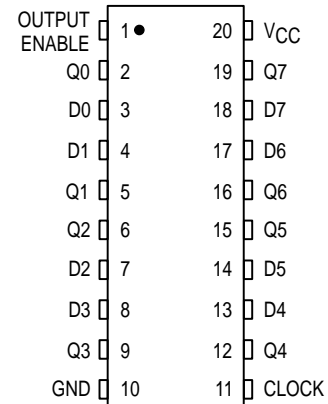 OUTPUT
ENABLE 1 20 VCC
Q0 2 19 Q7
D0 3 18 D7
D1 4 17 D6
Q1 5 16 Q6
Q2 6 15 Q5
D2 7 14 D5
D3 8 13 D4
Q3 9 12 Q4
GND 10 11 CLOCK